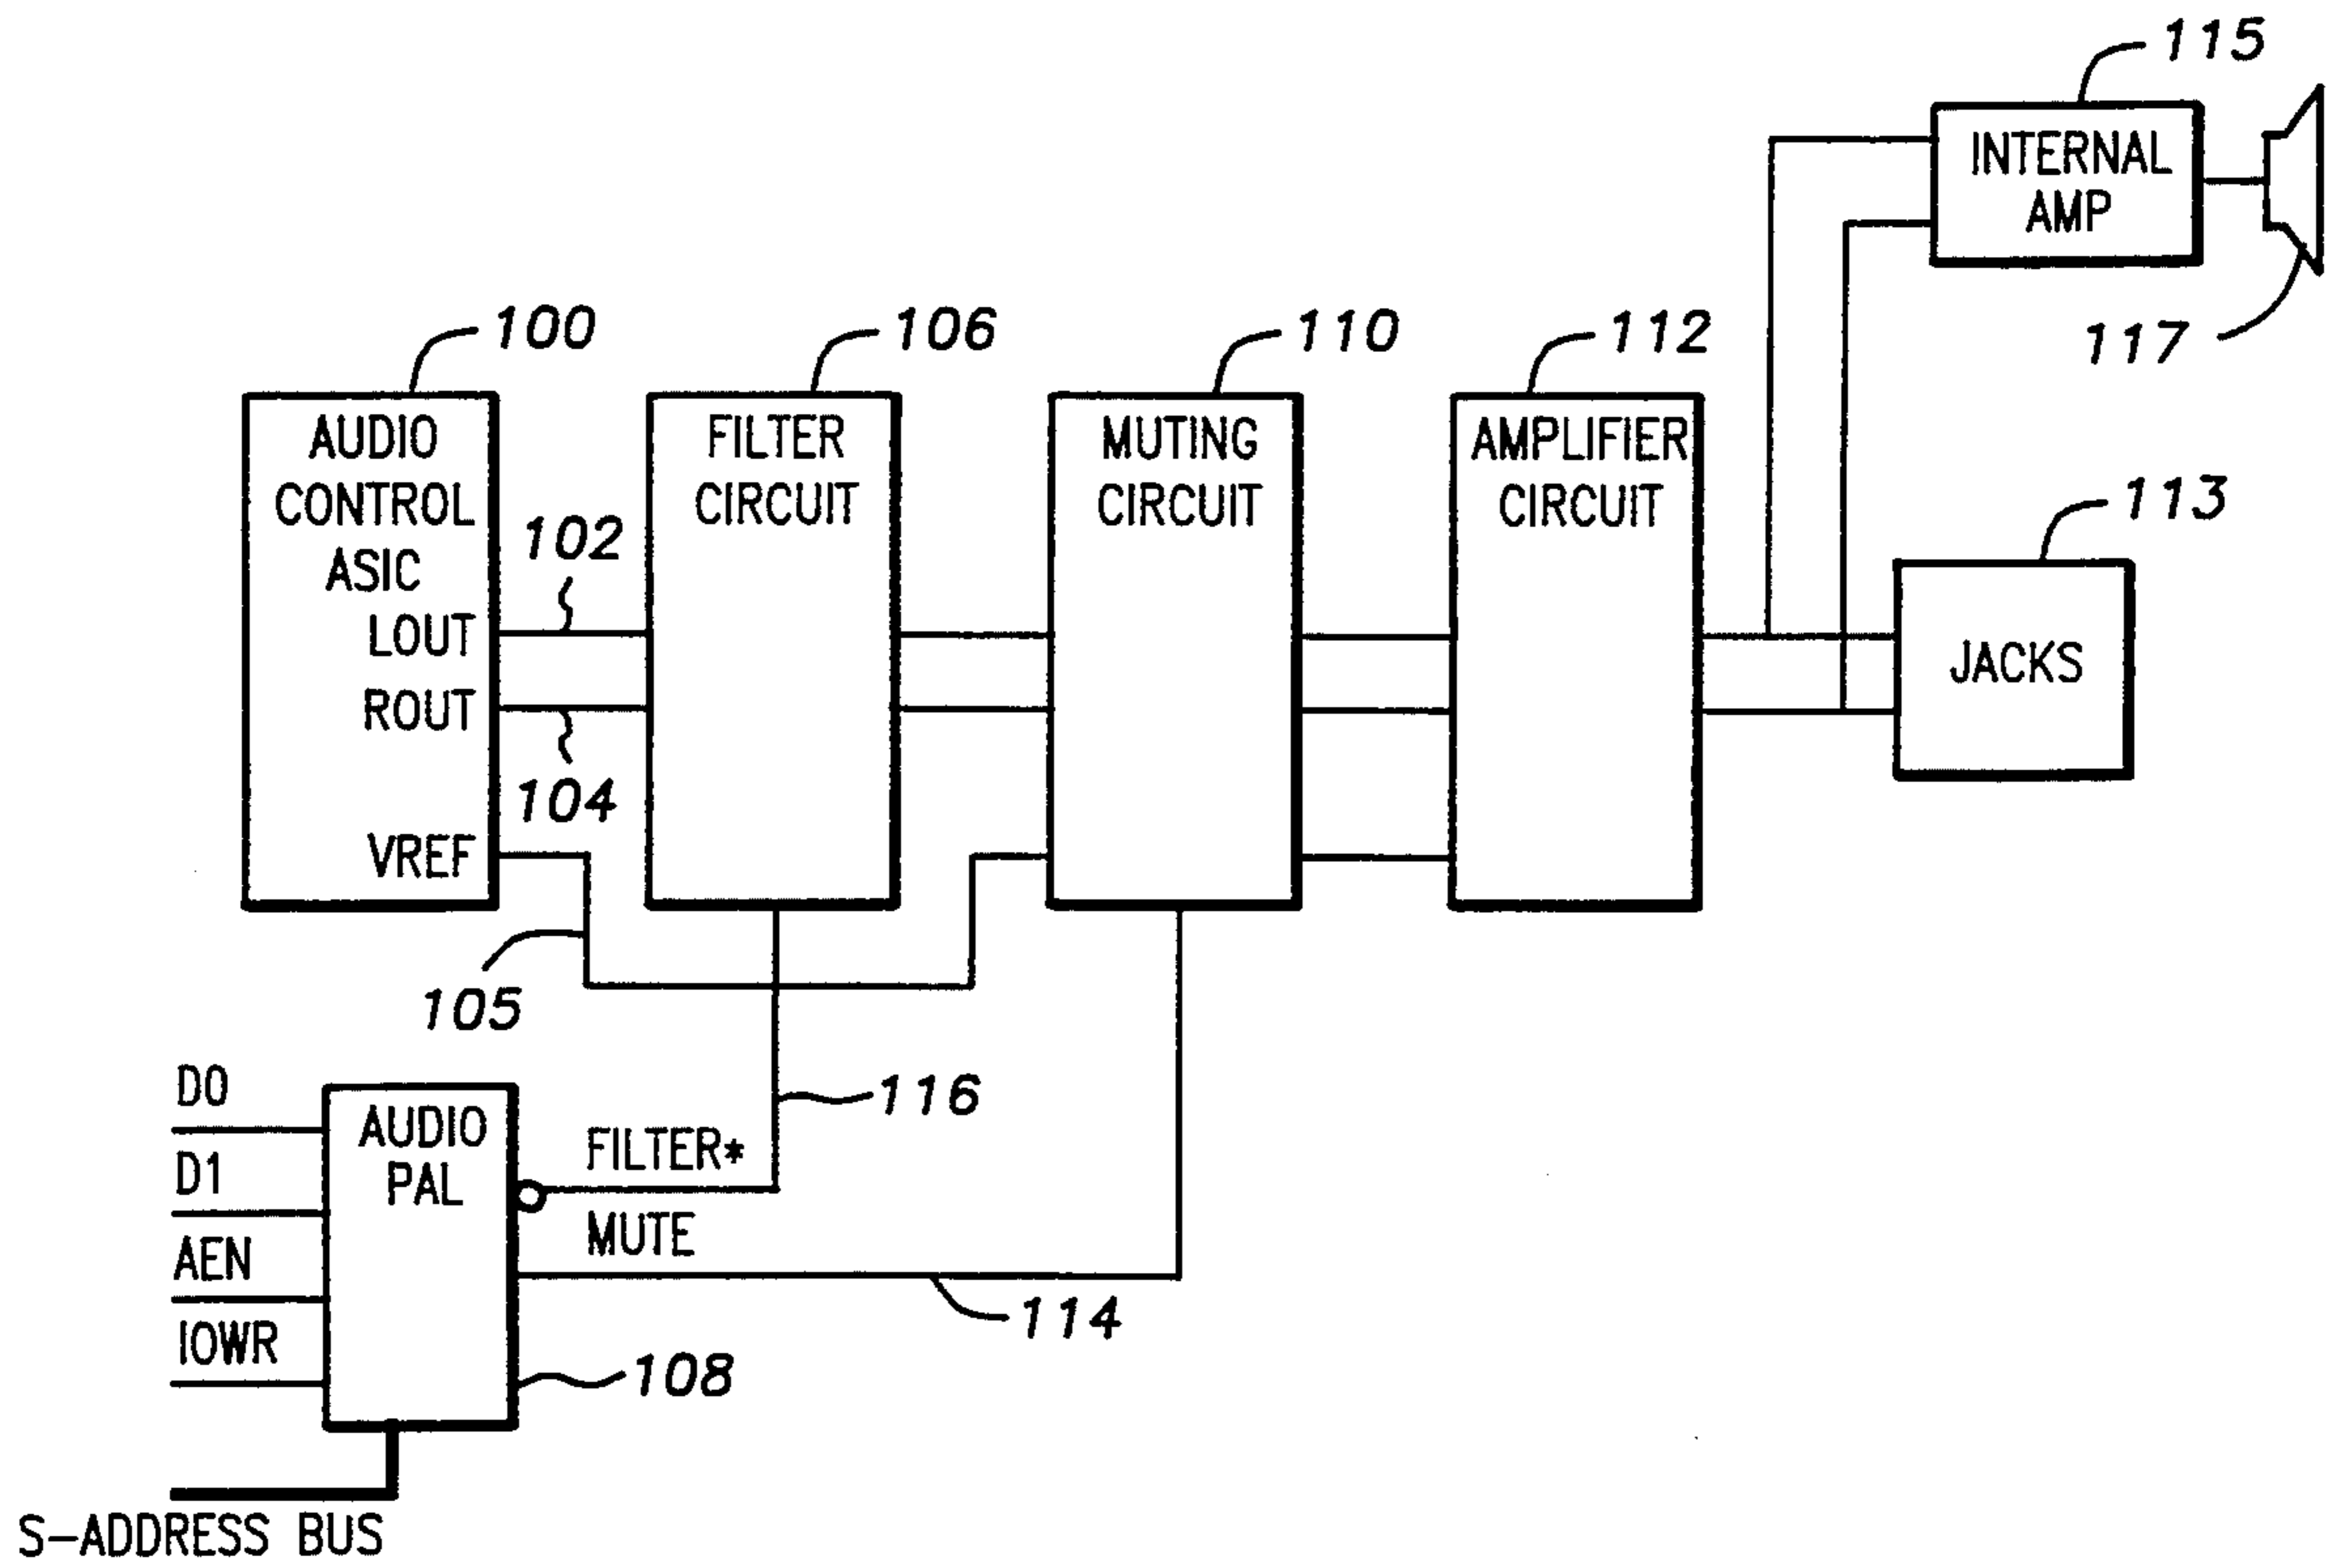 115
INTERNAL
AMP
117
100
106
110
112
AUDIO
CONTROL
ASIC
LOUT
ROUT
VREF
102
104
105
FILTER
CIRCUIT
MUTING
CIRCUIT
AMPLIFIER
CIRCUIT
113
JACKS
D0
D1
AEN
IOWR
AUDIO
PAL
FILTER*
MUTE
116
114
108
S-ADDRESS BUS